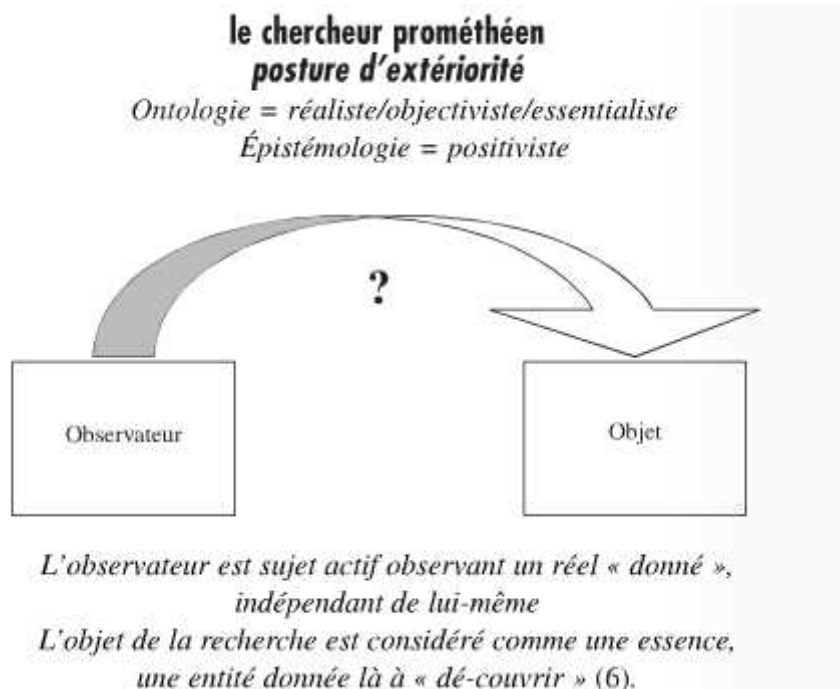 le chercheur prométhéen
posture d'extériorité
Ontologie = réaliste/objectiviste/essentialiste
Épistémologie = positiviste
?
Observateur
Objet
L'observateur est sujet actif observant un réel « donné »,
indépendant de lui-même
L'objet de la recherche est considéré comme une essence,
une entité donnée là à « dé-couvrir » (6).